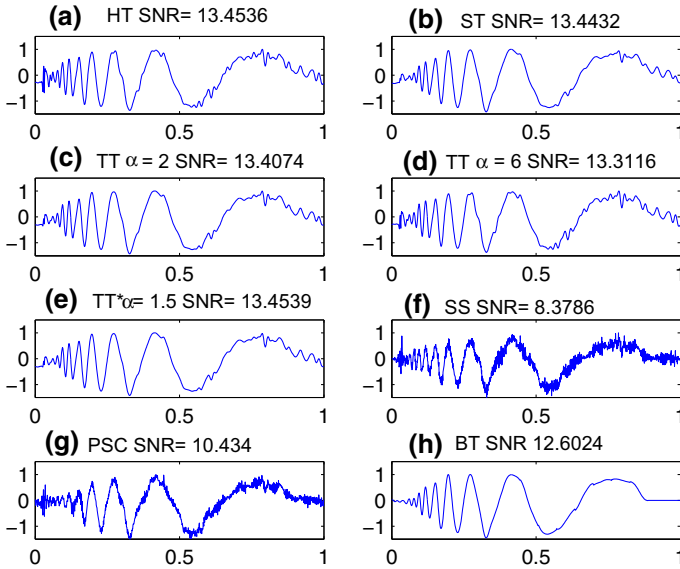 (a) HT SNR= 13.4536
1
0
−1
0 0.5 1
(b) ST SNR= 13.4432
1
0
−1
0 0.5 1
(c) TT α = 2 SNR= 13.4074
1
0
−1
0 0.5 1
(d) TT α = 6 SNR= 13.3116
1
0
−1
0 0.5 1
(e) TT*α= 1.5 SNR= 13.4539
1
0
−1
0 0.5 1
(f) SS SNR= 8.3786
1
0
−1
0 0.5 1
(g) PSC SNR= 10.434
1
0
−1
0 0.5 1
(h) BT SNR 12.6024
1
0
−1
0 0.5 1